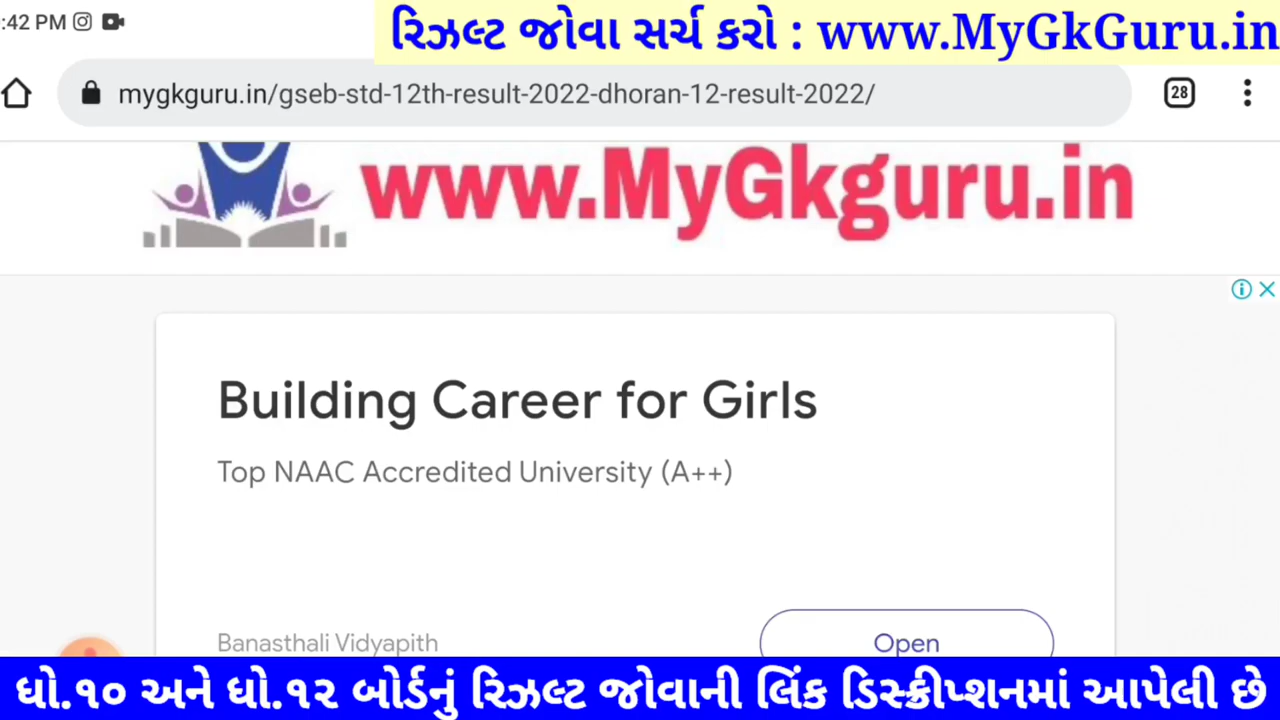 :42 PM
રિઝલ્ટ જોવા સર્ચ કરો : www.MyGkGuru.in
mygkguru.in/gseb-std-12th-result-2022-dhoran-12-result-2022/
28
www.MyGkguru.in
Building Career for Girls
Top NAAC Accredited University (A++)
Banasthali Vidyapith
Open
ધો.૧૦ અને ધો.૧૨ બોર્ડનું રિઝલ્ટ જોવાની લિંક ડિસ્ક્રીપ્શનમાં આપેલી છે